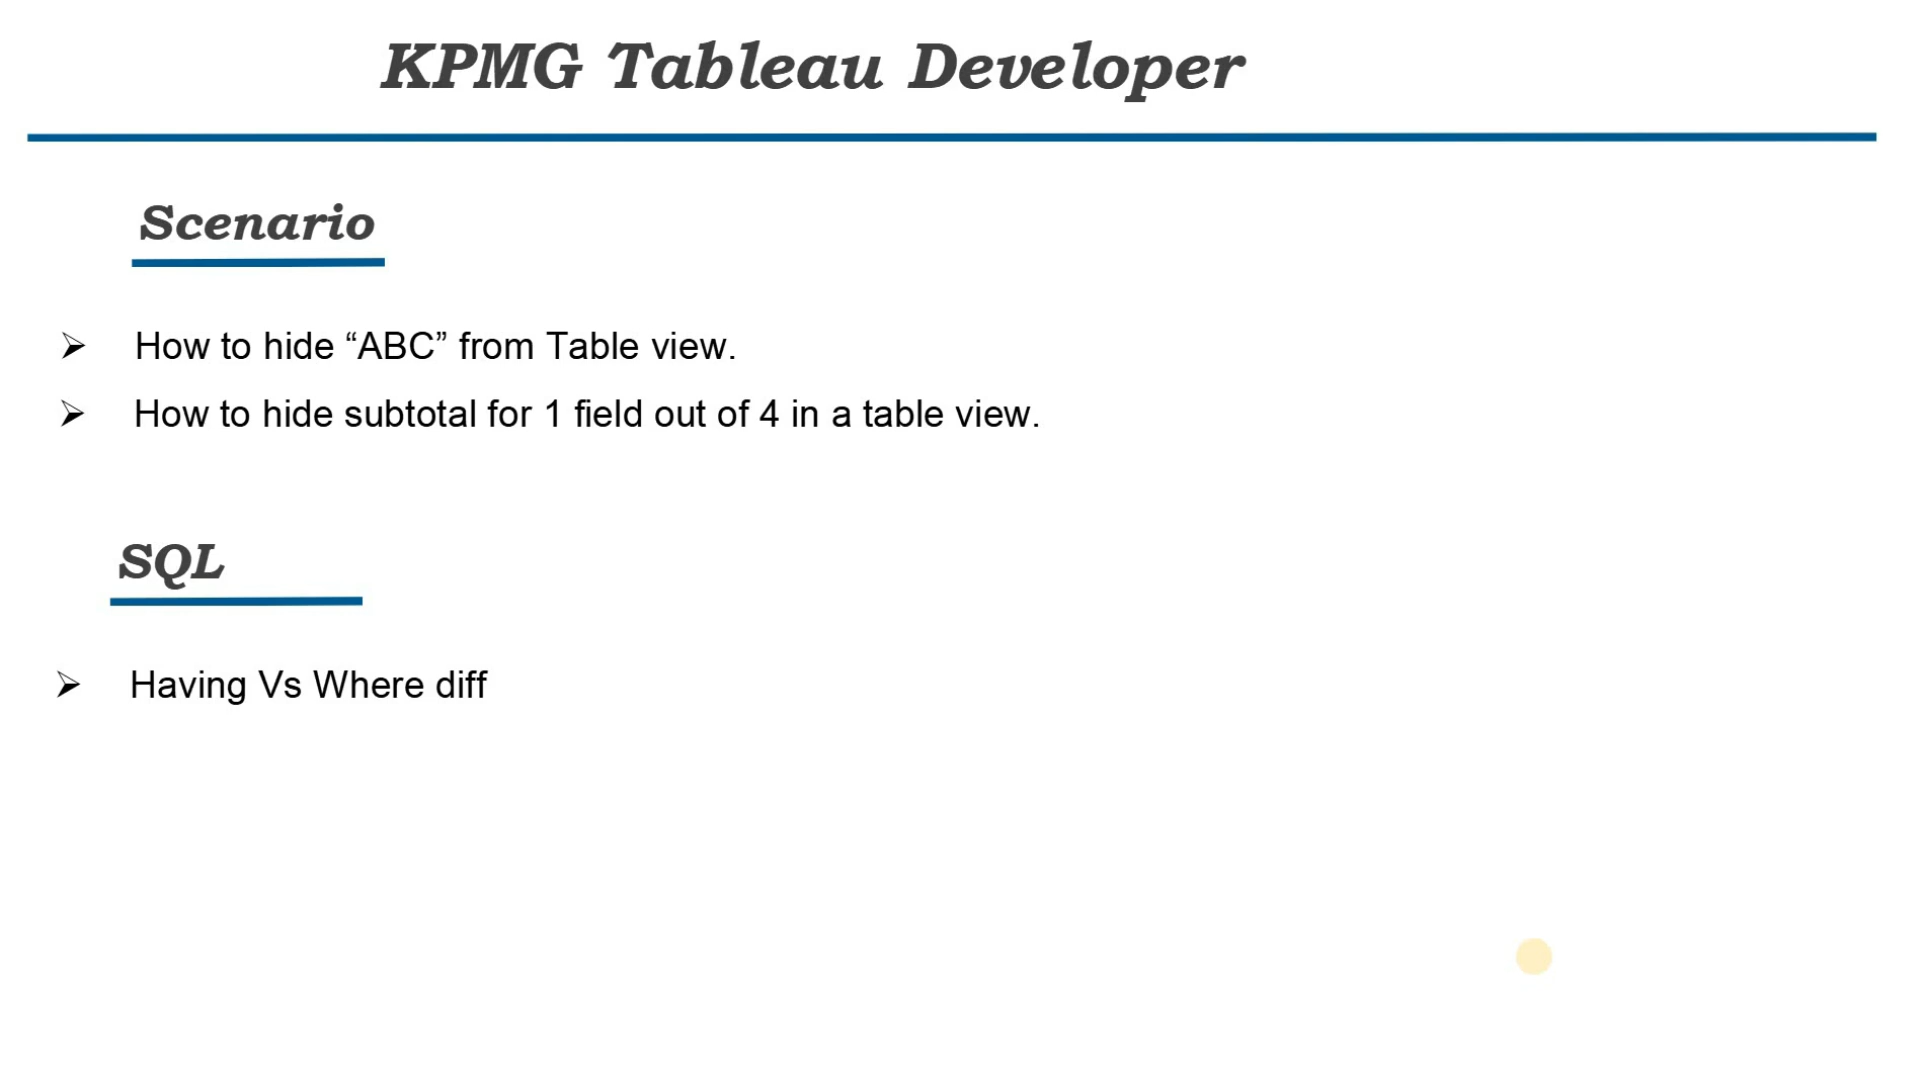 KPMG Tableau Developer
Scenario
➢ How to hide “ABC” from Table view.
➢ How to hide subtotal for 1 field out of 4 in a table view.
SQL
➢ Having Vs Where diff